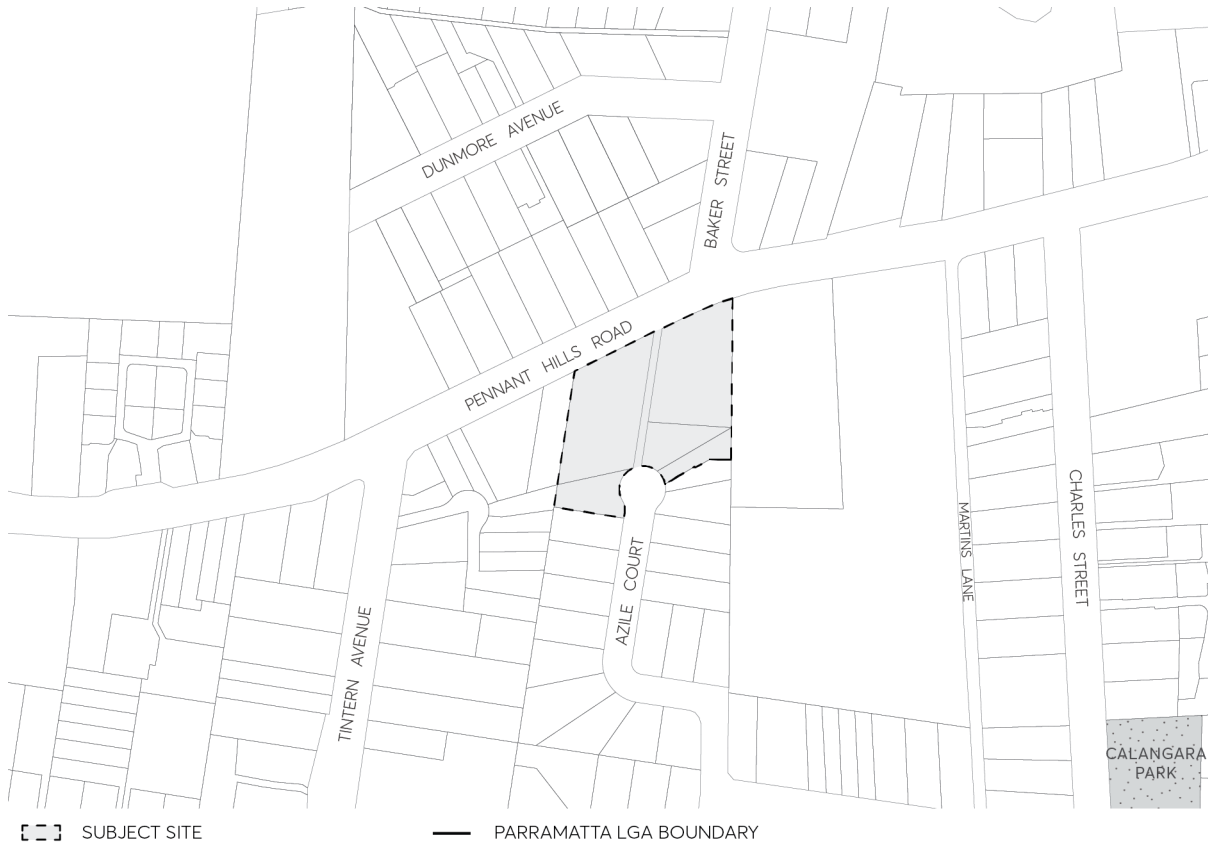 DUNMORE AVENUE
BAKER STREET
PENNANT HILLS ROAD
MARTINS LANE
CHARLES STREET
AZILE COURT
TINTERN AVENUE
CALANGARA
PARK
SUBJECT SITE
PARRAMATTA LGA BOUNDARY